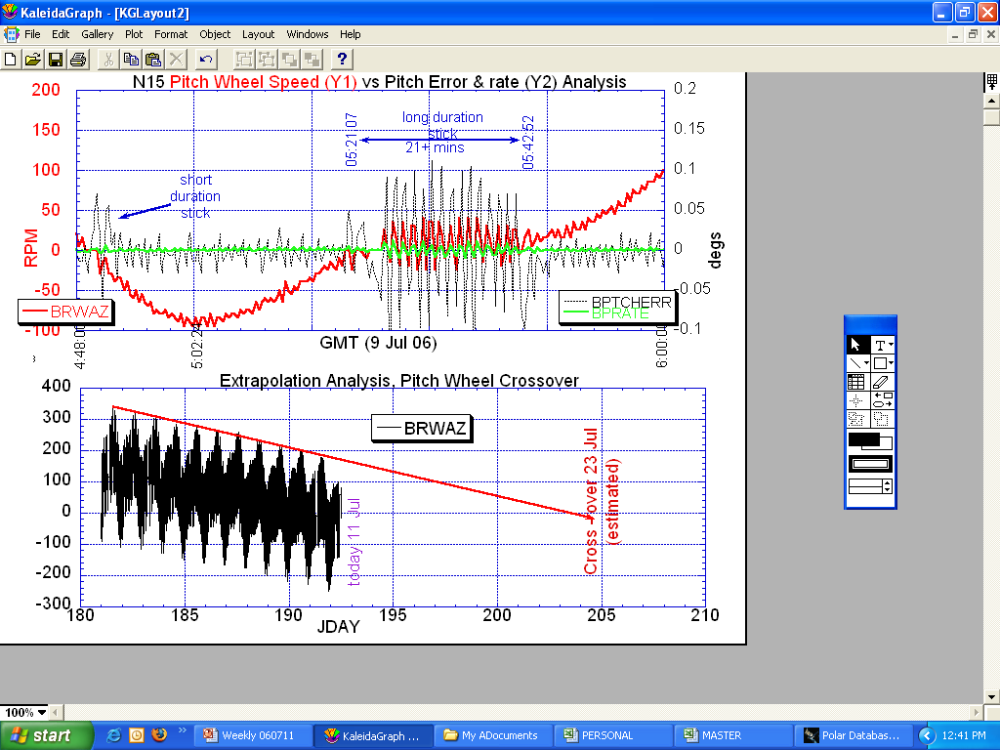 KaleidaGraph - [KGLayout2]
File Edit Gallery Plot Format Object Layout Windows Help
N15 Pitch Wheel Speed (Y1) vs Pitch Error & rate (Y2) Analysis
200
150
100
50
0
-50
-100
RPM
0.2
0.15
0.1
0.05
0
-0.05
-0.1
degs
short
duration
stick
05:21:07
long duration
stick
21+ mins
05:42:52
BRWAZ
BPTCHERR
BPRATE
4:48:00
5:02:24
6:00:0
GMT (9 Jul 06)
Extrapolation Analysis, Pitch Wheel Crossover
400
300
200
100
0
-100
-200
-300
BRWAZ
today 11 Jul
Cross -over 23 Jul
(estimated)
180 185 190 195 200 205 210
JDAY
T
100%
start
Weekly 060711
KaleidaGraph ...
My ADocuments
PERSONAL
MASTER
Polar Databas...
12:41 PM